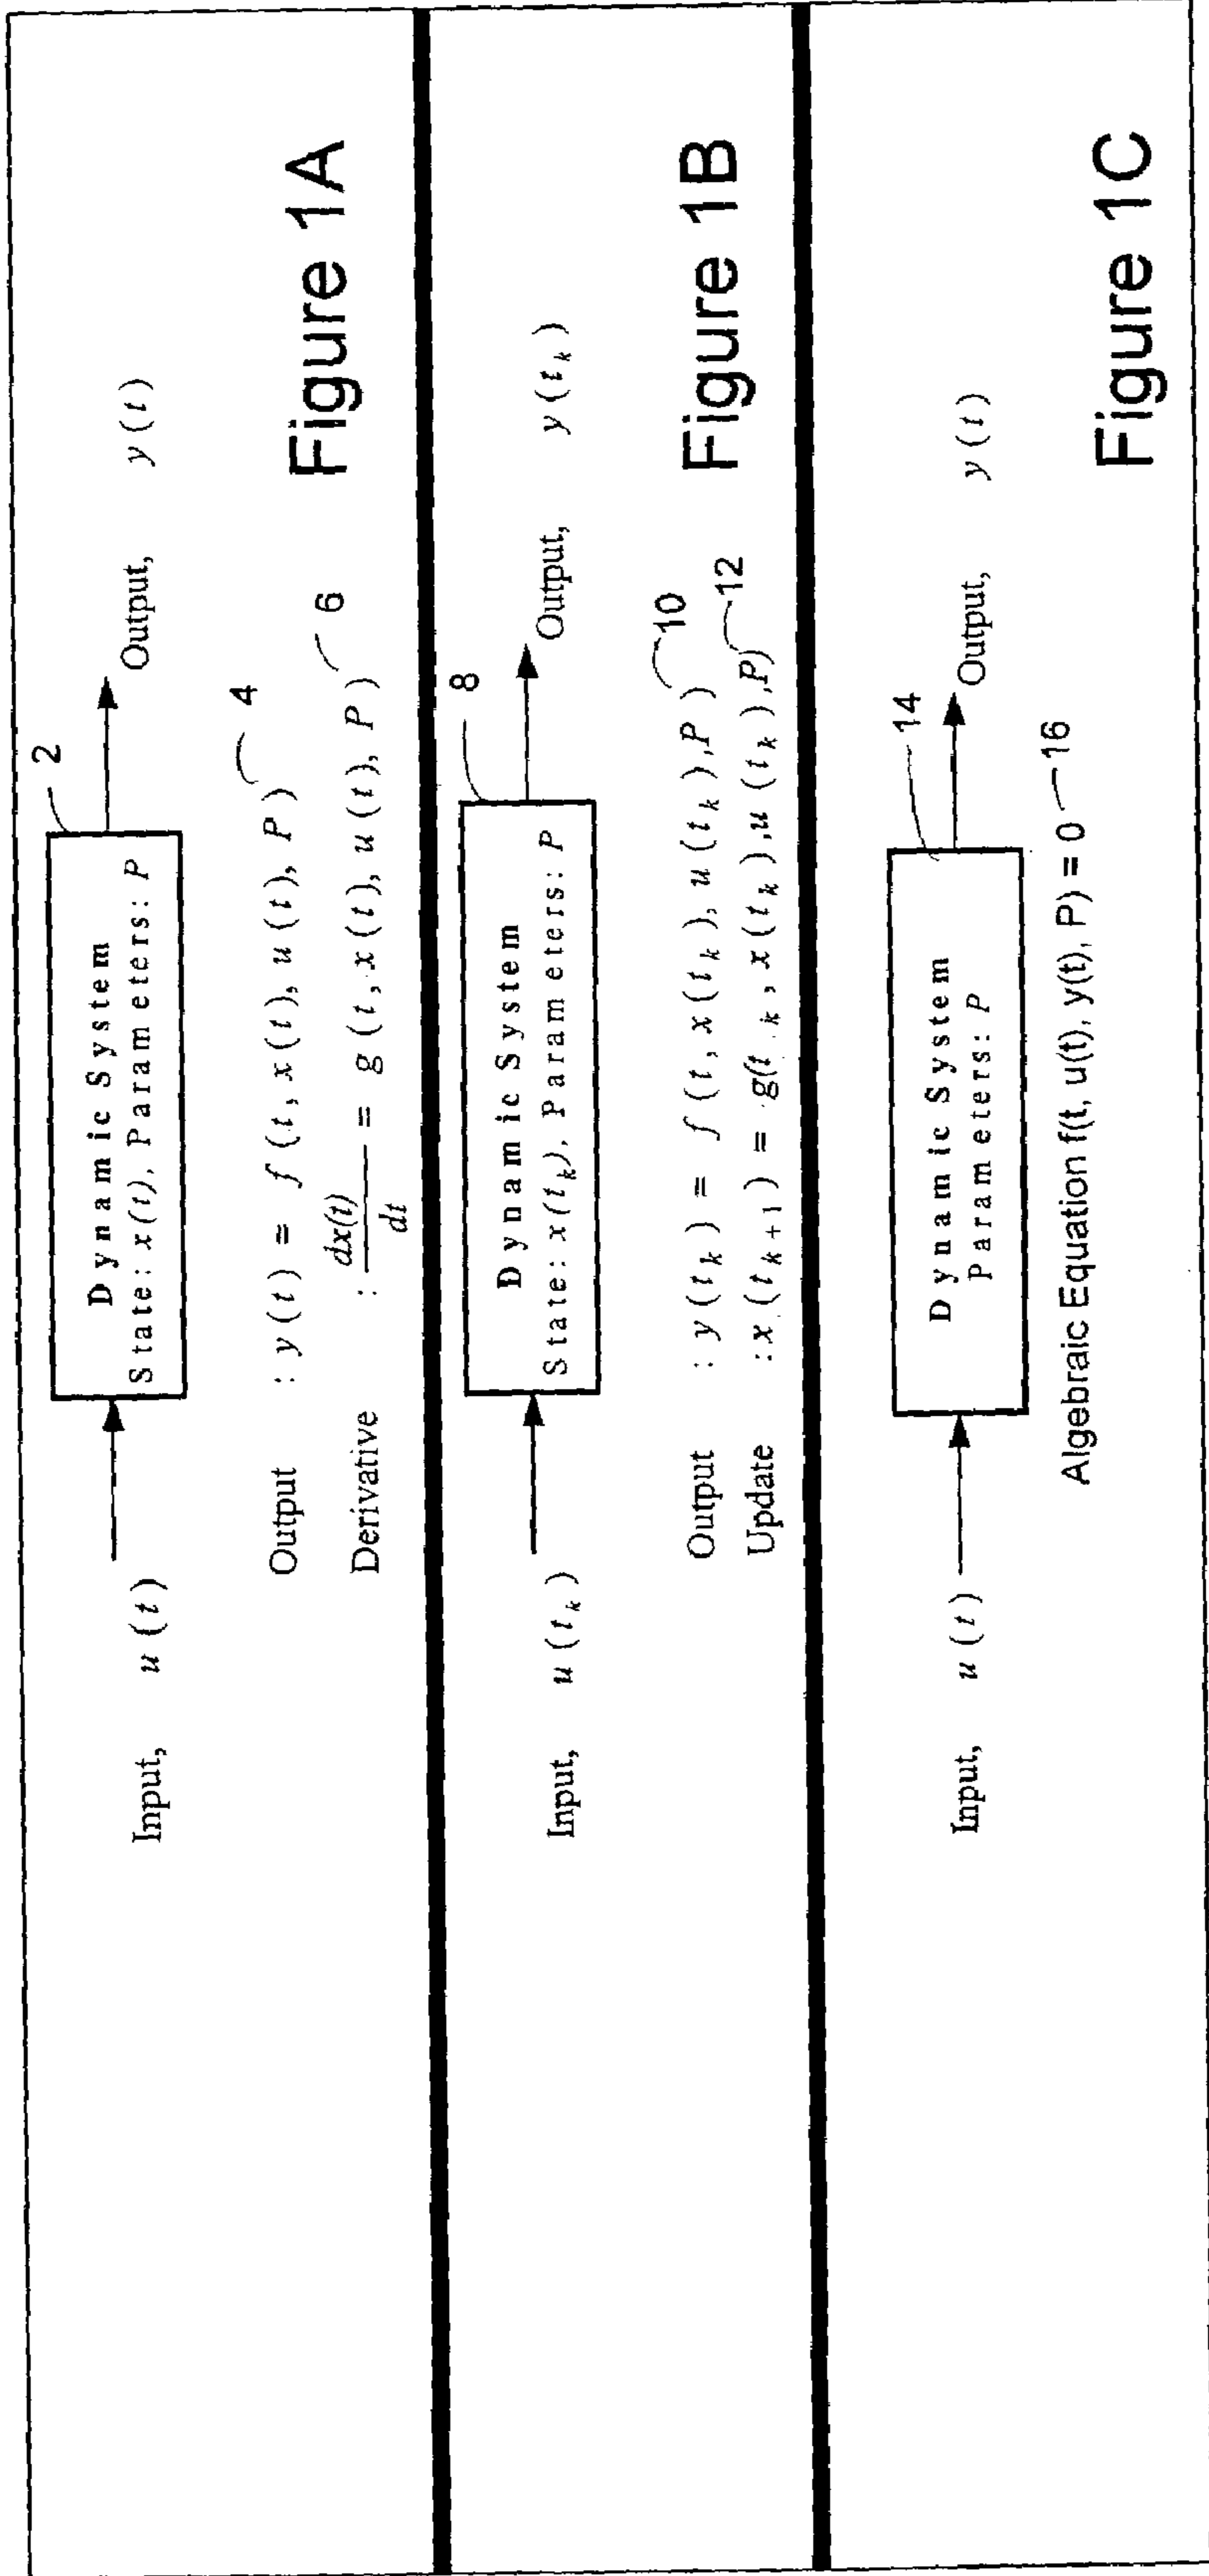 2
Dynamic System
State: x(t), Parameters: P
Input, u(t)
Output, y(t)
Output : y(t) = f(t, x(t), u(t), P) 4
Derivative : dx(t)/dt = g(t, x(t), u(t), P) 6
Figure 1A
8
Dynamic System
State: x(t_k), Parameters: P
Input, u(t_k)
Output, y(t_k)
Output : y(t_k) = f(t, x(t_k), u(t_k),P) 10
Update :x(t_{k+1}) = g(t_k, x(t_k),u(t_k),P) 12
Figure 1B
14
Dynamic System
Parameters: P
Input, u(t)
Output, y(t)
Algebraic Equation f(t, u(t), y(t), P) = 0 16
Figure 1C